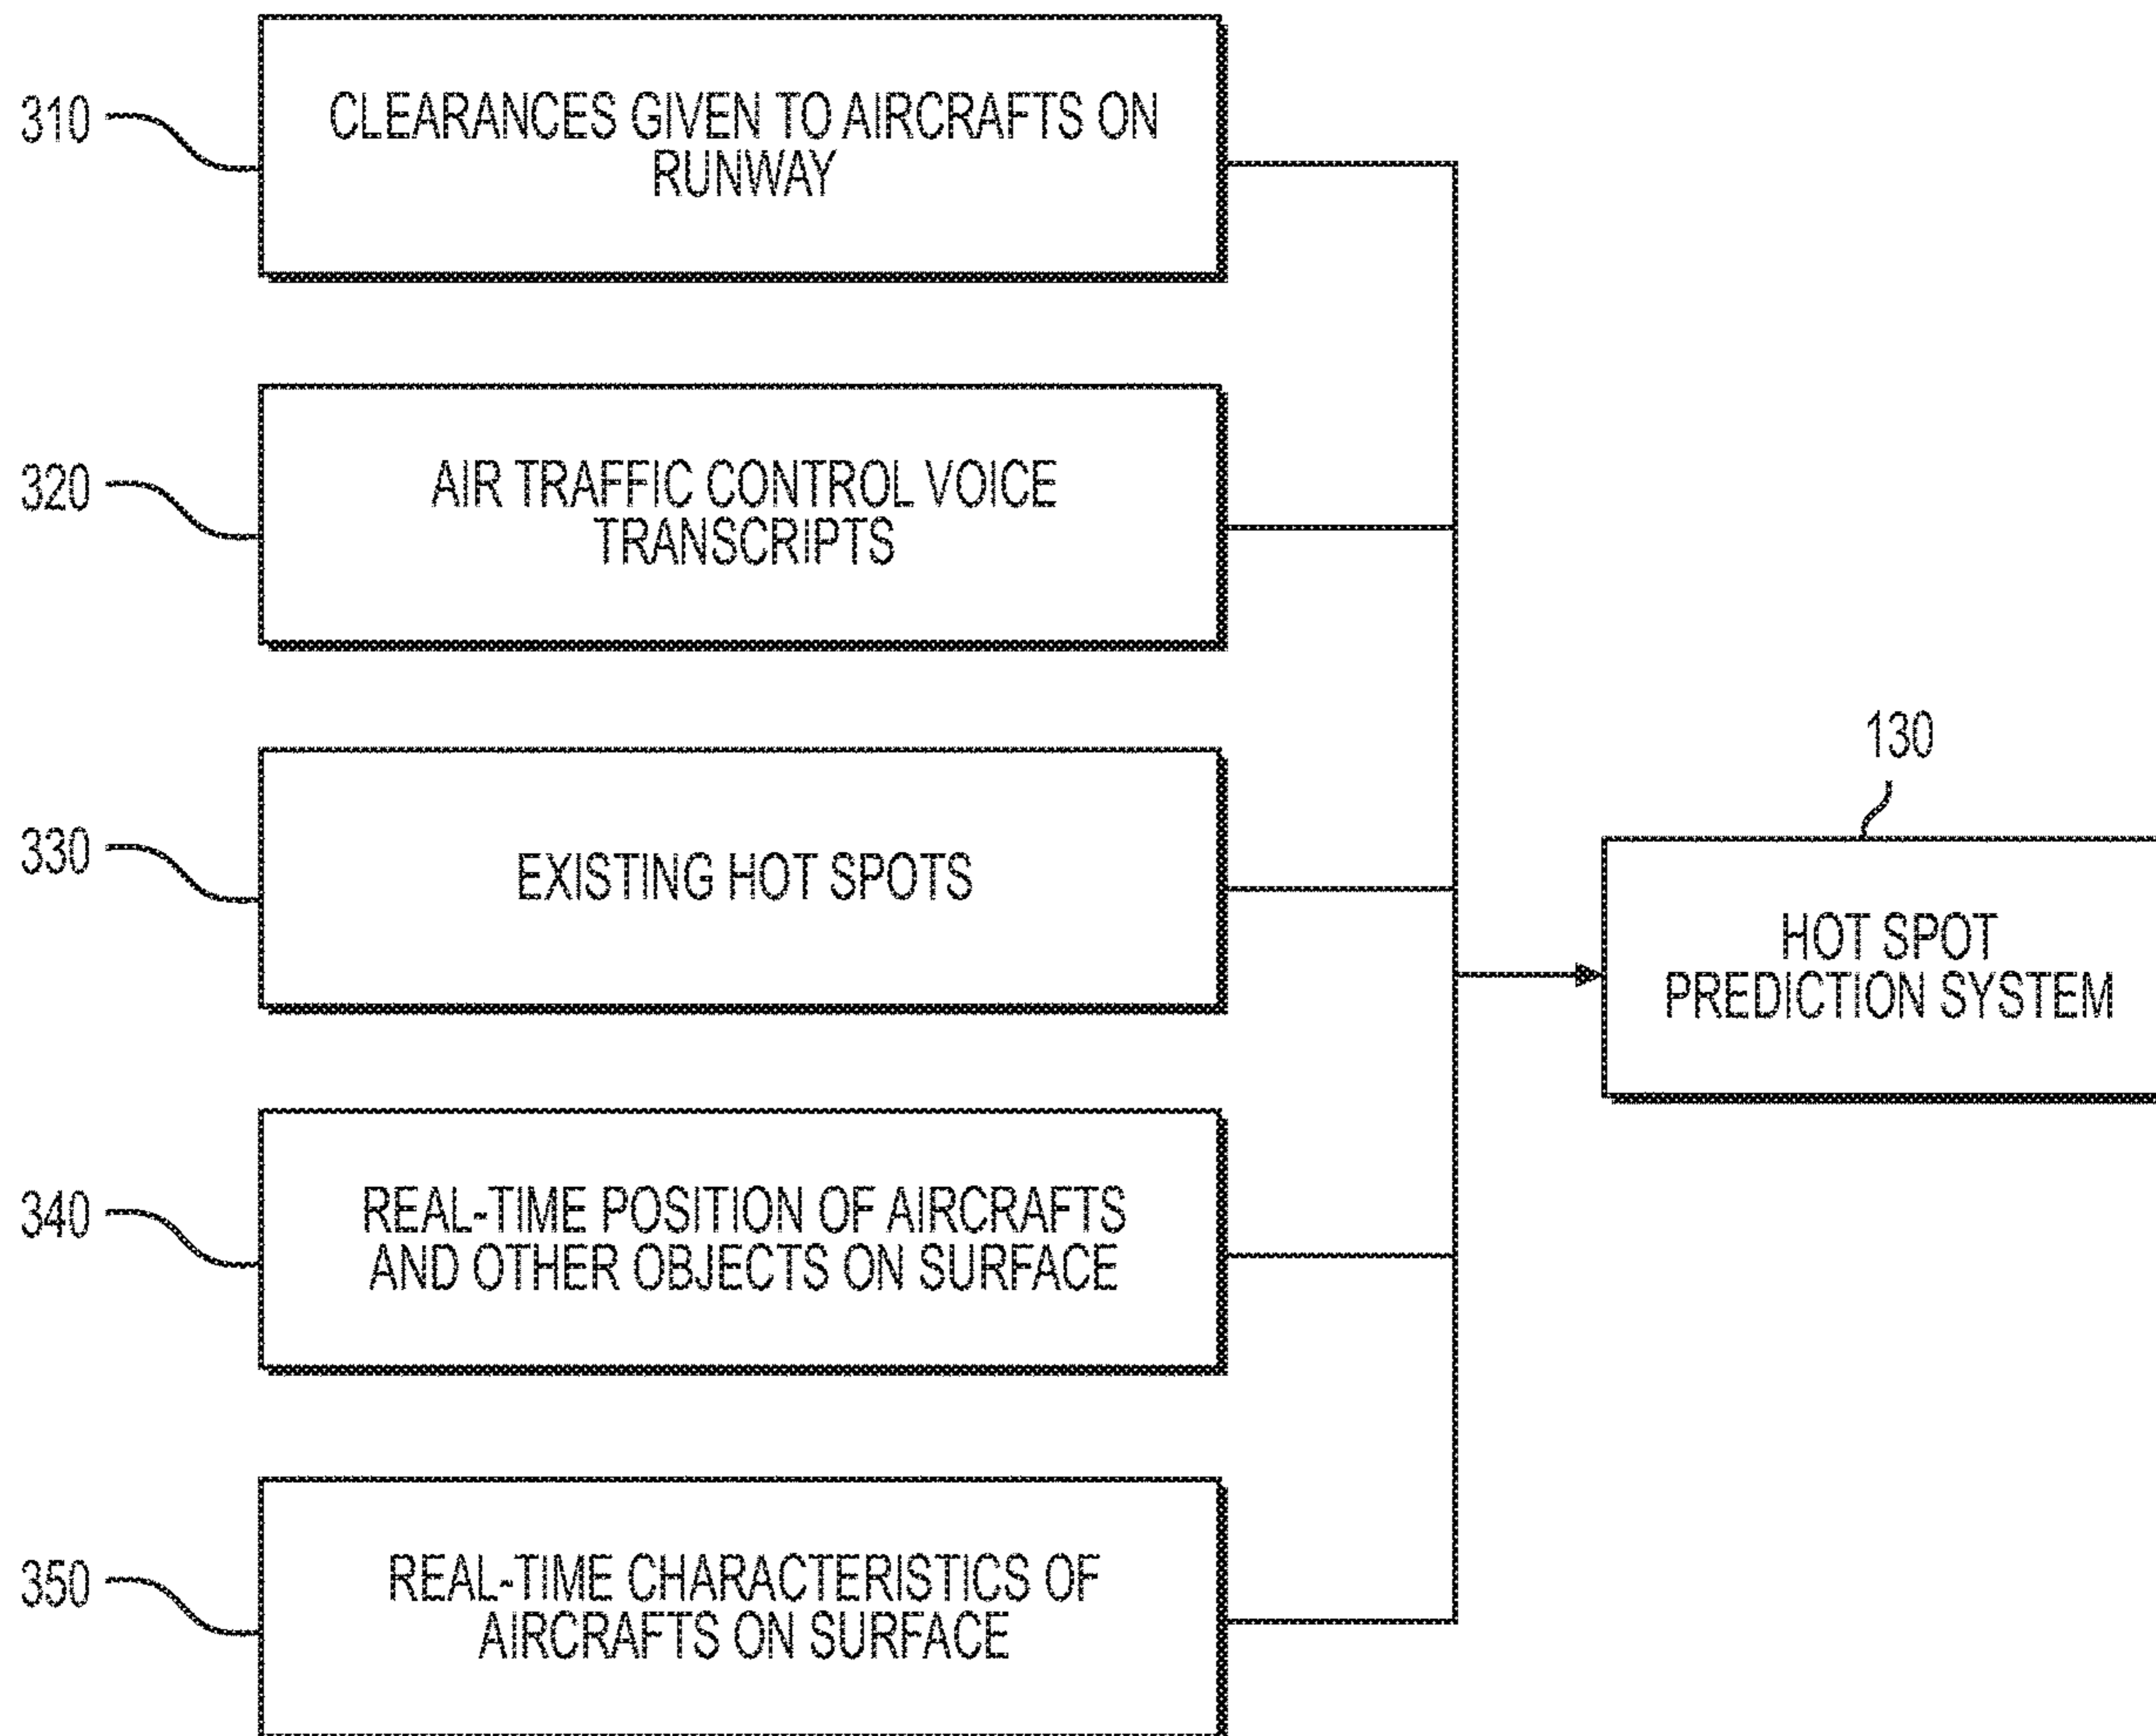 310
CLEARANCES GIVEN TO AIRCRAFTS ON
RUNWAY
320
AIR TRAFFIC CONTROL VOICE
TRANSCRIPTS
330
EXISTING HOT SPOTS
130
HOT SPOT
PREDICTION SYSTEM
340
REAL-TIME POSITION OF AIRCRAFTS
AND OTHER OBJECTS ON SURFACE
350
REAL-TIME CHARACTERISTICS OF
AIRCRAFTS ON SURFACE